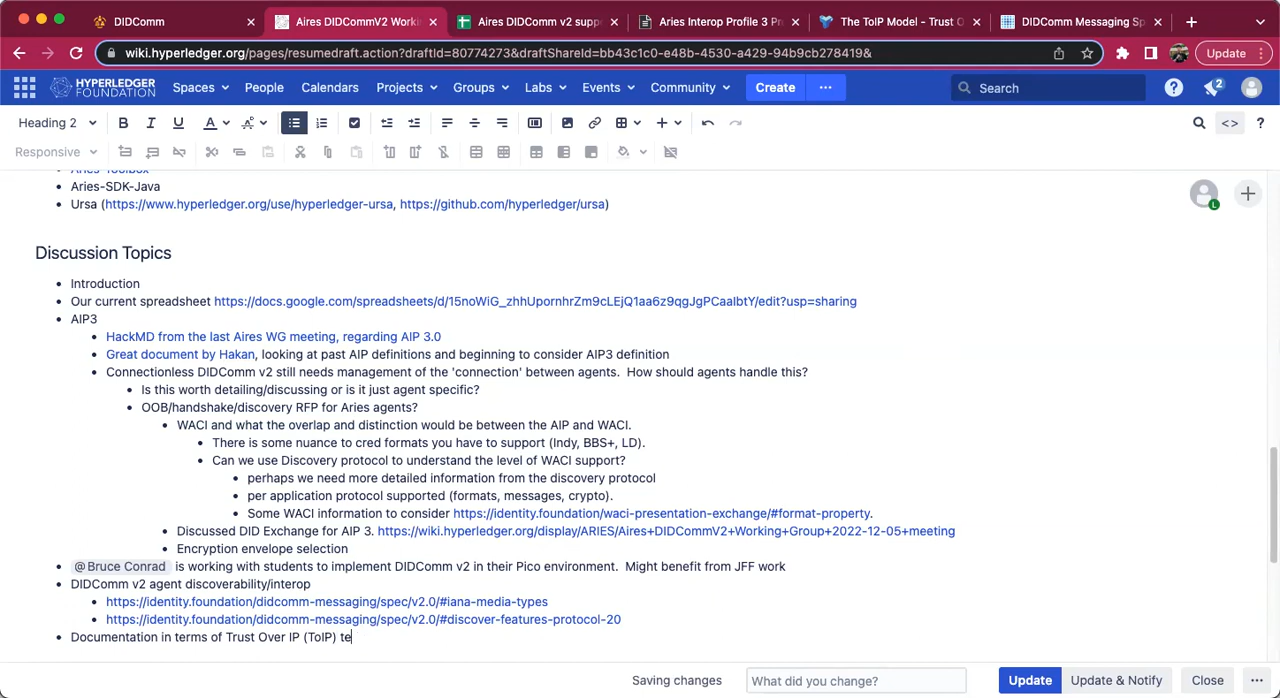 DIDComm
Aires DIDCommV2 Worki
Aries DIDComm v2 supp
Aries Interop Profile 3 Pr
The ToIP Model - Trust O
DIDComm Messaging Sp
wiki.hyperledger.org/pages/resumedraft.action?draftId=80774273&draftShareId=bb43c1c0-e48b-4530-a429-94b9cb278419&
Update
HYPERLEDGER FOUNDATION
Spaces People Calendars Projects Groups Labs Events Community Create ··· Search 2
Heading 2
Responsive
Aries-Toolbox
Aries-SDK-Java
Ursa (https://www.hyperledger.org/use/hyperledger-ursa, https://github.com/hyperledger/ursa)
L
Discussion Topics
Introduction
Our current spreadsheet https://docs.google.com/spreadsheets/d/15noWiG_zhhUpornhrZm9cLEjQ1aa6z9qgJgPCaaIbtY/edit?usp=sharing
AIP3
HackMD from the last Aires WG meeting, regarding AIP 3.0
Great document by Hakan, looking at past AIP definitions and beginning to consider AIP3 definition
Connectionless DIDComm v2 still needs management of the 'connection' between agents. How should agents handle this?
Is this worth detailing/discussing or is it just agent specific?
OOB/handshake/discovery RFP for Aries agents?
WACI and what the overlap and distinction would be between the AIP and WACI.
There is some nuance to cred formats you have to support (Indy, BBS+, LD).
Can we use Discovery protocol to understand the level of WACI support?
perhaps we need more detailed information from the discovery protocol
per application protocol supported (formats, messages, crypto).
Some WACI information to consider https://identity.foundation/waci-presentation-exchange/#format-property.
Discussed DID Exchange for AIP 3. https://wiki.hyperledger.org/display/ARIES/Aires+DIDCommV2+Working+Group+2022-12-05+meeting
Encryption envelope selection
@Bruce Conrad is working with students to implement DIDComm v2 in their Pico environment. Might benefit from JFF work
DIDComm v2 agent discoverability/interop
https://identity.foundation/didcomm-messaging/spec/v2.0/#iana-media-types
https://identity.foundation/didcomm-messaging/spec/v2.0/#discover-features-protocol-20
Documentation in terms of Trust Over IP (ToIP) te
Saving changes What did you change? Update Update & Notify Close ···